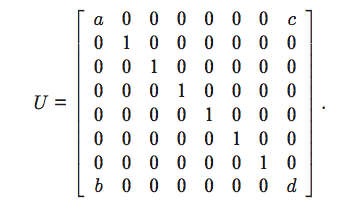 a 0 0 0 0 0 0 c
0 1 0 0 0 0 0 0
0 0 1 0 0 0 0 0
0 0 0 1 0 0 0 0
U = [ 0 0 0 0 1 0 0 0 ] .
0 0 0 0 0 1 0 0
0 0 0 0 0 0 1 0
b 0 0 0 0 0 0 d